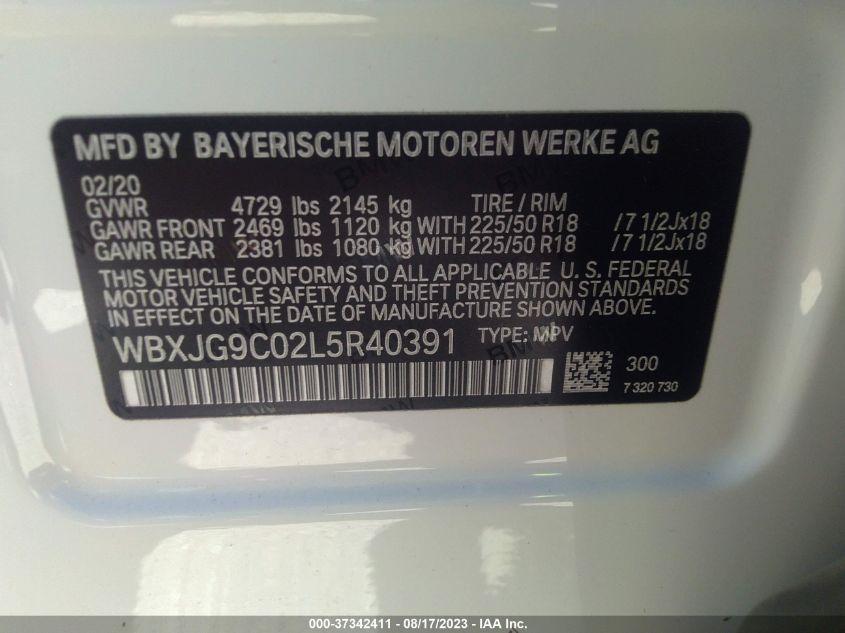 MFD BY BAYERISCHE MOTOREN WERKE AG
02/20
GVWR 4729 lbs 2145 kg TIRE / RIM
GAWR FRONT 2469 lbs 1120 kg WITH 225/50 R18 /7 1/2Jx18
GAWR REAR 2381 lbs 1080 kg WITH 225/50 R18 /7 1/2Jx18
THIS VEHICLE CONFORMS TO ALL APPLICABLE U. S. FEDERAL
MOTOR VEHICLE SAFETY AND THEFT PREVENTION STANDARDS
IN EFFECT ON THE DATE OF MANUFACTURE SHOWN ABOVE.
WBXJG9C02L5R40391 TYPE: MPV
300
7 320 730
000-37342411 - 08/17/2023 - IAA Inc.